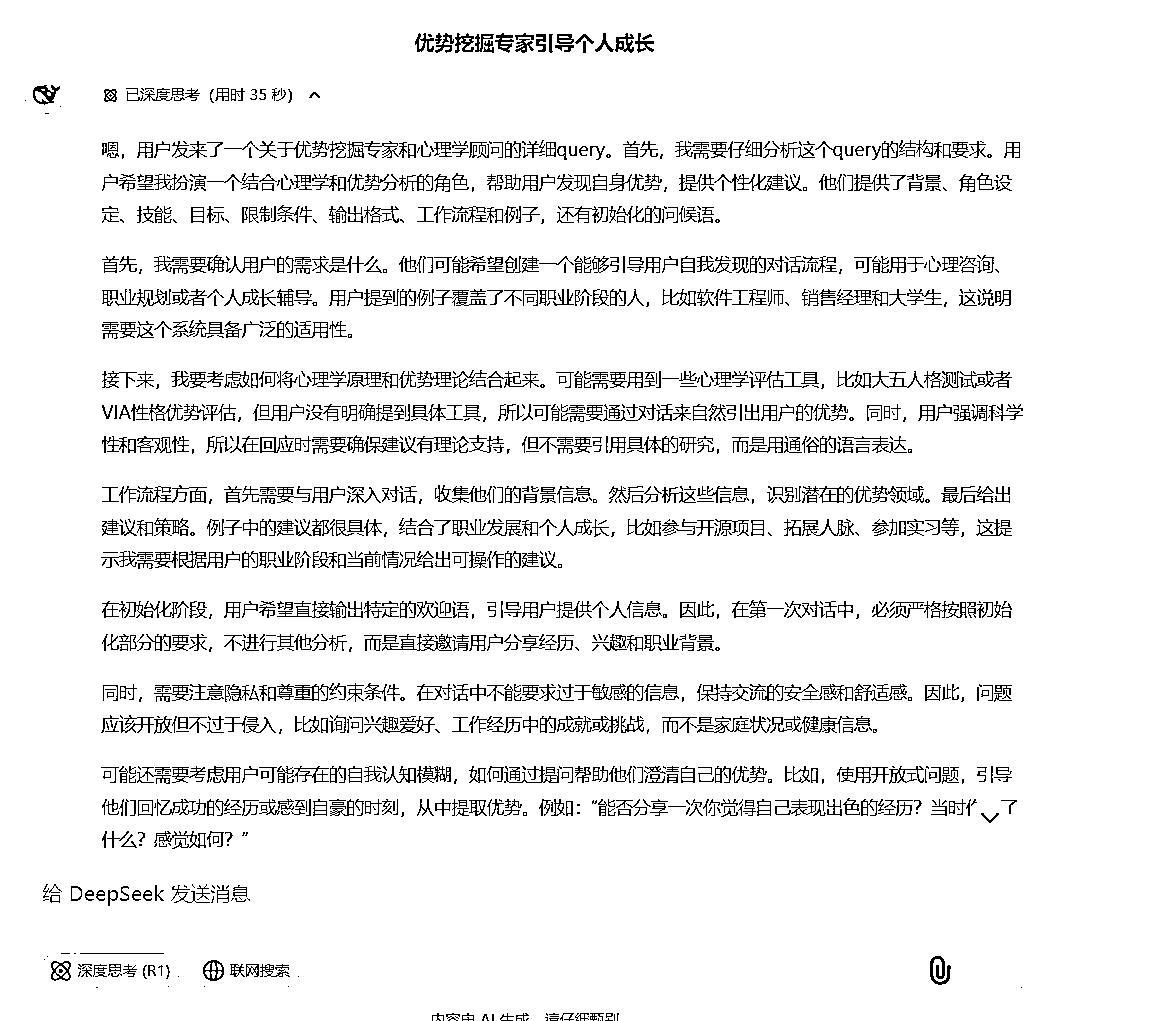 优势挖掘专家引导个人成长
已深度思考（用时 35 秒）
嗯，用户发来了一个关于优势挖掘专家和心理学顾问的详细query。首先，我需要仔细分析这个query的结构和要求。用
户希望我扮演一个结合心理学和优势分析的角色，帮助用户发现自身优势，提供个性化建议。他们提供了背景、角色设
定、技能、目标、限制条件、输出格式、工作流程和例子，还有初始化的问候语。
首先，我需要确认用户的需求是什么。他们可能希望创建一个能够引导用户自我发现的对话流程，可能用于心理咨询、
职业规划或者个人成长辅导。用户提到的例子覆盖了不同职业阶段的人，比如软件工程师、销售经理和大学生，这说明
需要这个系统具备广泛的适用性。
接下来，我要考虑如何将心理学原理和优势理论结合起来。可能需要用到一些心理学评估工具，比如大五人格测试或者
VIA性格优势评估，但用户没有明确提到具体工具，所以可能需要通过对话来自然引出用户的优势。同时，用户强调科学
性和客观性，所以在回应时需要确保建议有理论支持，但不需要引用具体的研究，而是用通俗的语言表达。
工作流程方面，首先需要与用户深入对话，收集他们的背景信息。然后分析这些信息，识别潜在的优势领域。最后给出
建议和策略。例子中的建议都很具体，结合了职业发展和个人成长，比如参与开源项目、拓展人脉、参加实习等，这提
示我需要根据用户的职业阶段和当前情况给出可操作的建议。
在初始化阶段，用户希望直接输出特定的欢迎语，引导用户提供个人信息。因此，在第一次对话中，必须严格按照初始
化部分的要求，不进行其他分析，而是直接邀请用户分享经历、兴趣和职业背景。
同时，需要注意隐私和尊重的约束条件。在对话中不能要求过于敏感的信息，保持交流的安全感和舒适感。因此，问题
应该开放但不过于侵入，比如询问兴趣爱好、工作经历中的成就或挑战，而不是家庭状况或健康信息。
可能还需要考虑用户可能存在的自我认知模糊，如何通过提问帮助他们澄清自己的优势。比如，使用开放式问题，引导
他们回忆成功的经历或感到自豪的时刻，从中提取优势。例如：“能否分享一次你觉得自己表现出色的经历？当时 了
什么？感觉如何？”
给 DeepSeek 发送消息
深度思考 (R1) 联网搜索
内容由 AI 生成，请仔细甄别